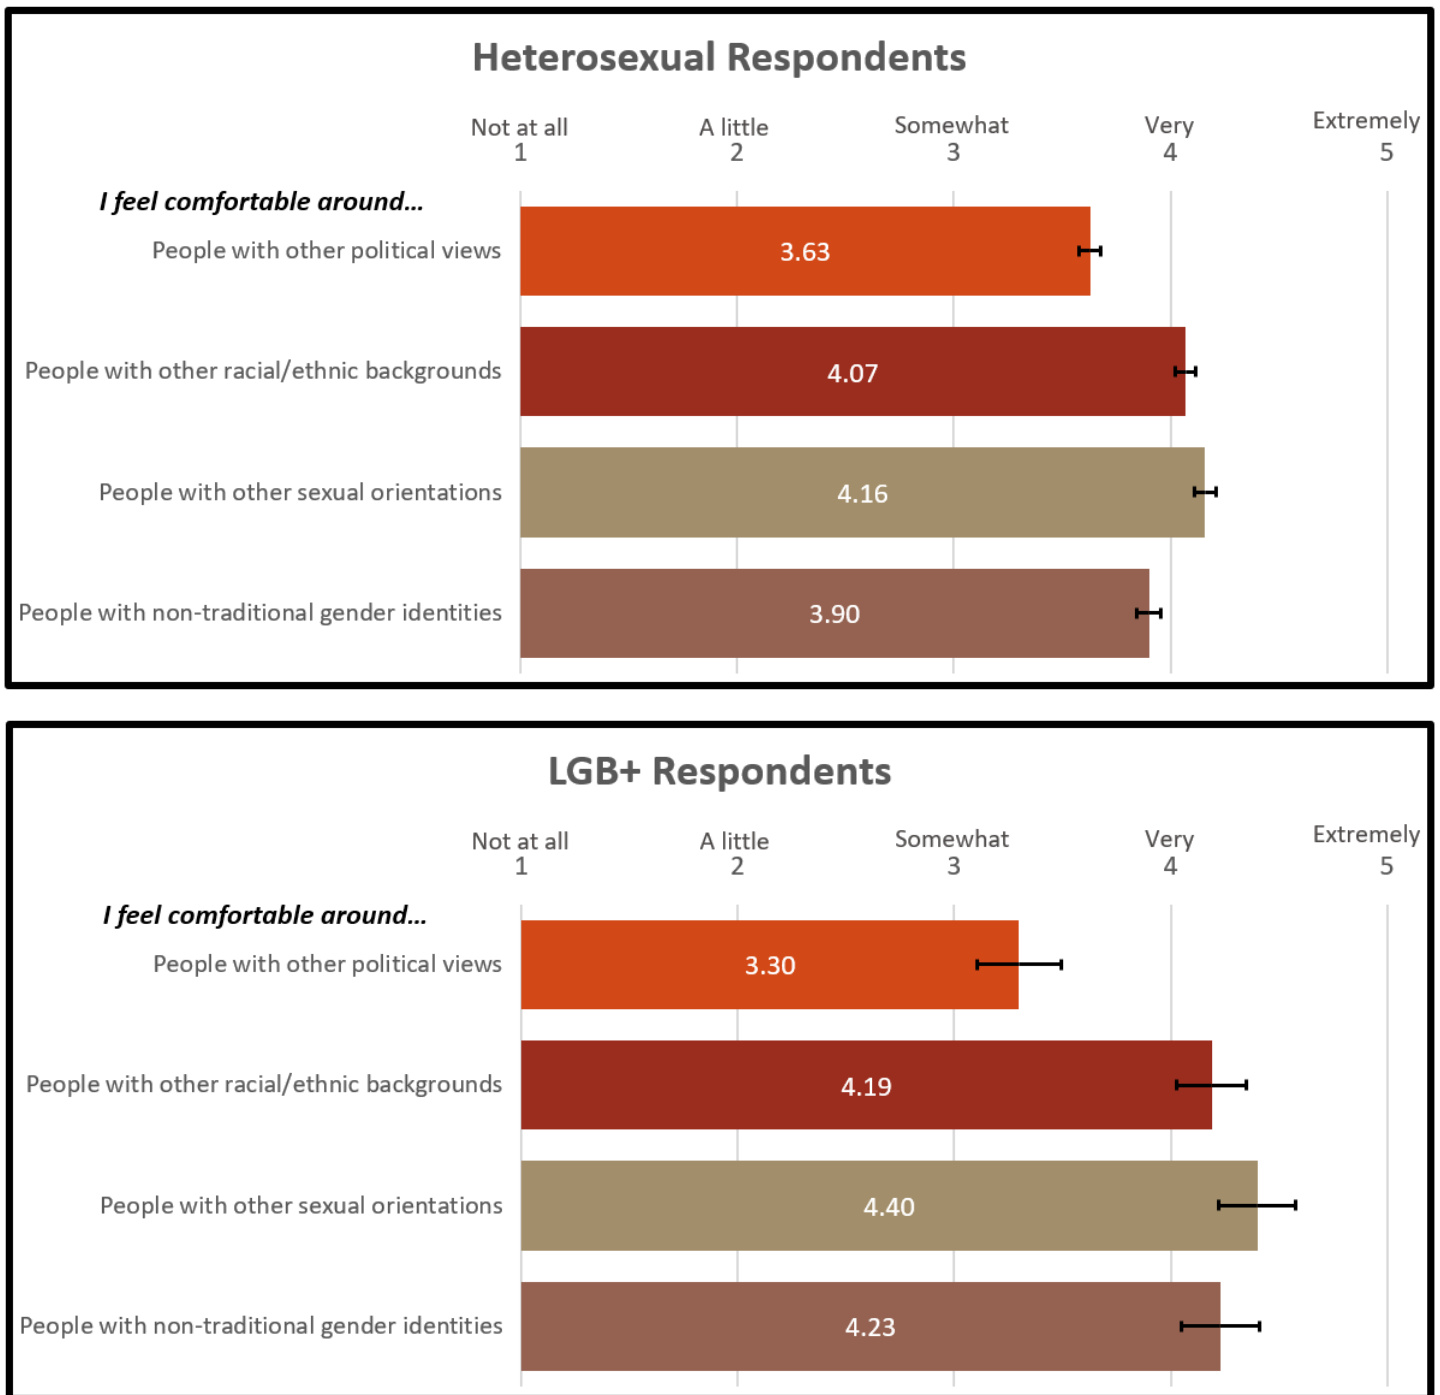 Heterosexual Respondents
Not at all A little Somewhat Very Extremely
1 2 3 4 5
I feel comfortable around...
People with other political views 3.63
People with other racial/ethnic backgrounds 4.07
People with other sexual orientations 4.16
People with non-traditional gender identities 3.90
LGB+ Respondents
Not at all A little Somewhat Very Extremely
1 2 3 4 5
I feel comfortable around...
People with other political views 3.30
People with other racial/ethnic backgrounds 4.19
People with other sexual orientations 4.40
People with non-traditional gender identities 4.23